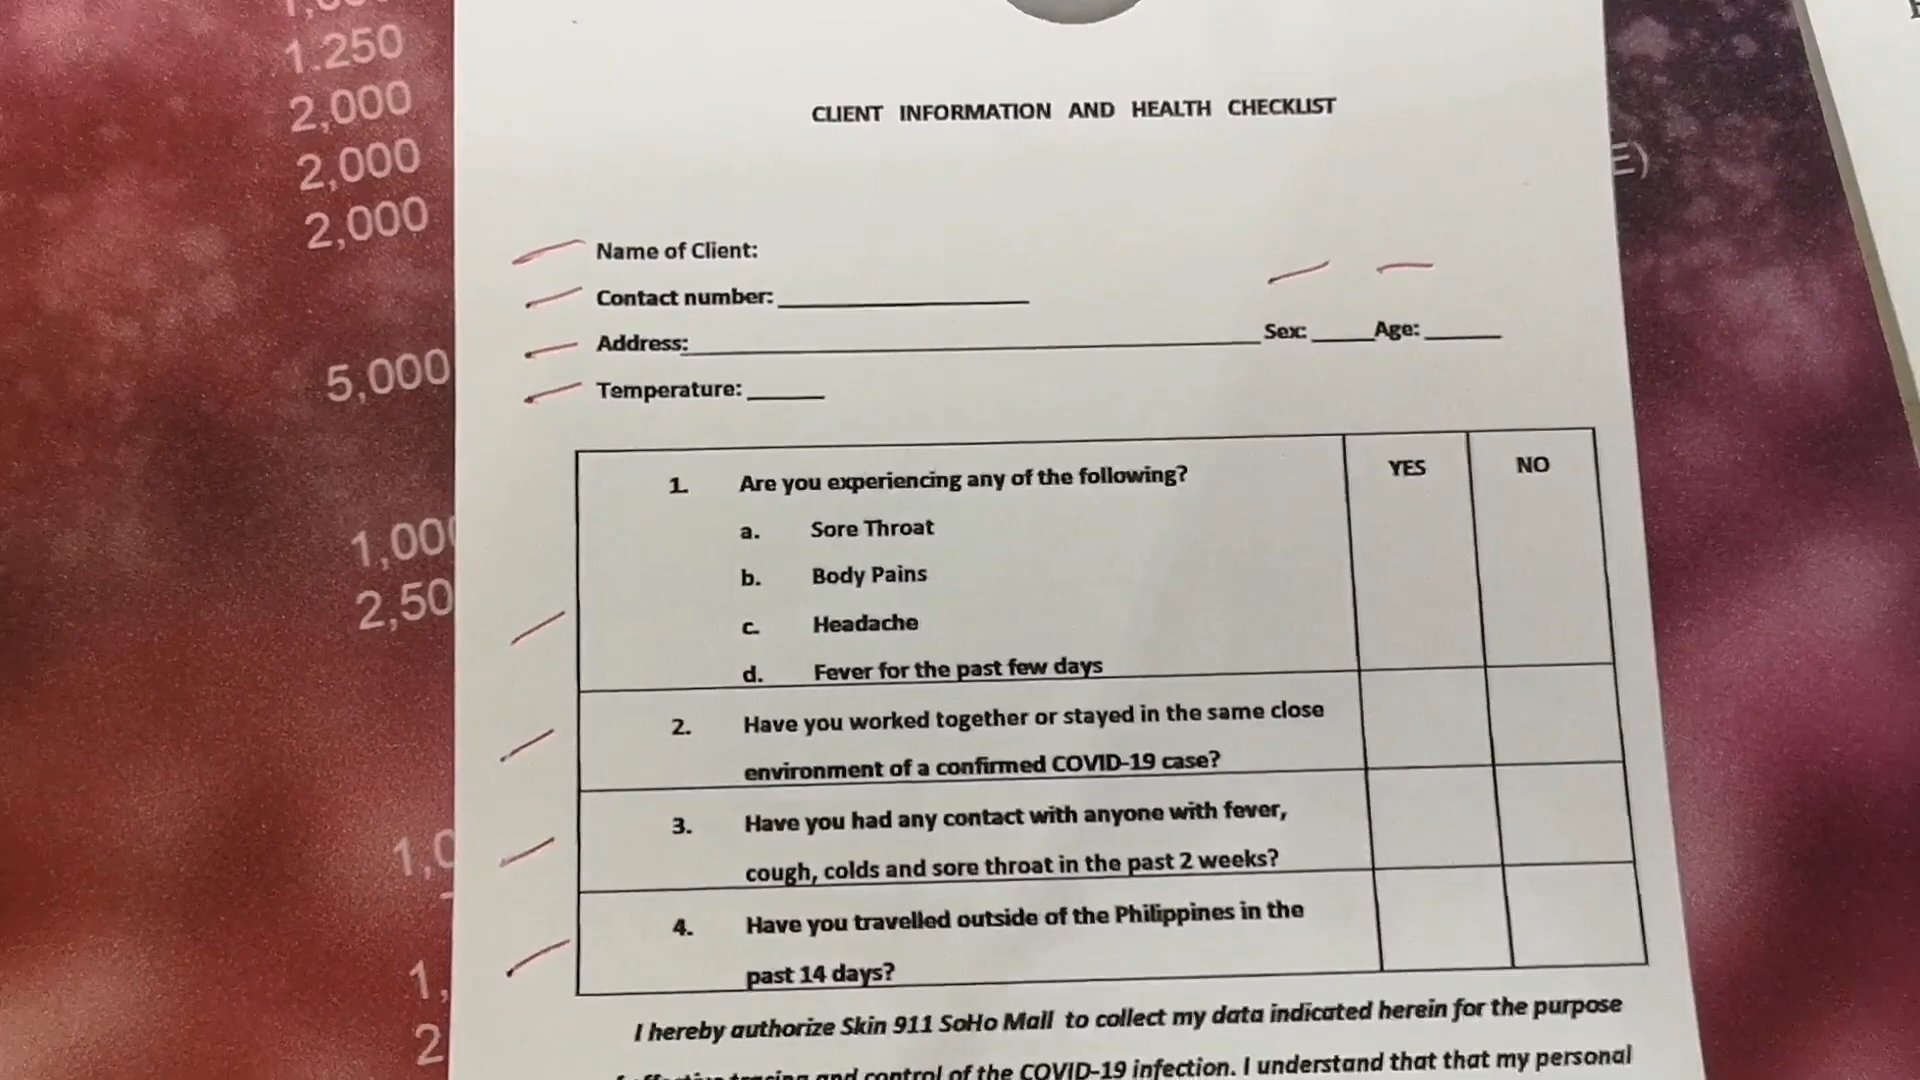 1.250
2,000
2,000
2,000
5,000
2,50
1,0
1,
2
E)
CLIENT INFORMATION AND HEALTH CHECKLIST
Name of Client:
Contact number:
Address: Sex: Age:
Temperature:
1. Are you experiencing any of the following? YES NO
a. Sore Throat
b. Body Pains
c. Headache
d. Fever for the past few days
2. Have you worked together or stayed in the same close
environment of a confirmed COVID-19 case?
3. Have you had any contact with anyone with fever,
cough, colds and sore throat in the past 2 weeks?
4. Have you travelled outside of the Philippines in the
past 14 days?
I hereby authorize Skin 911 SoHo Mall to collect my data indicated herein for the purpose
and control of the COVID-19 infection. I understand that that my personal